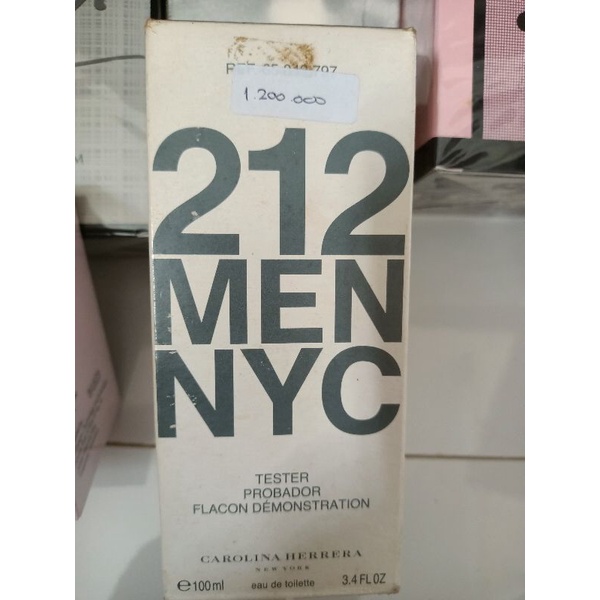 1.200.000
212
MEN
NYC
TESTER
PROBADOR
FLACON DÉMONSTRATION
CAROLINA HERRERA
NEW YORK
℮100ml eau de toilette 3.4 FL OZ